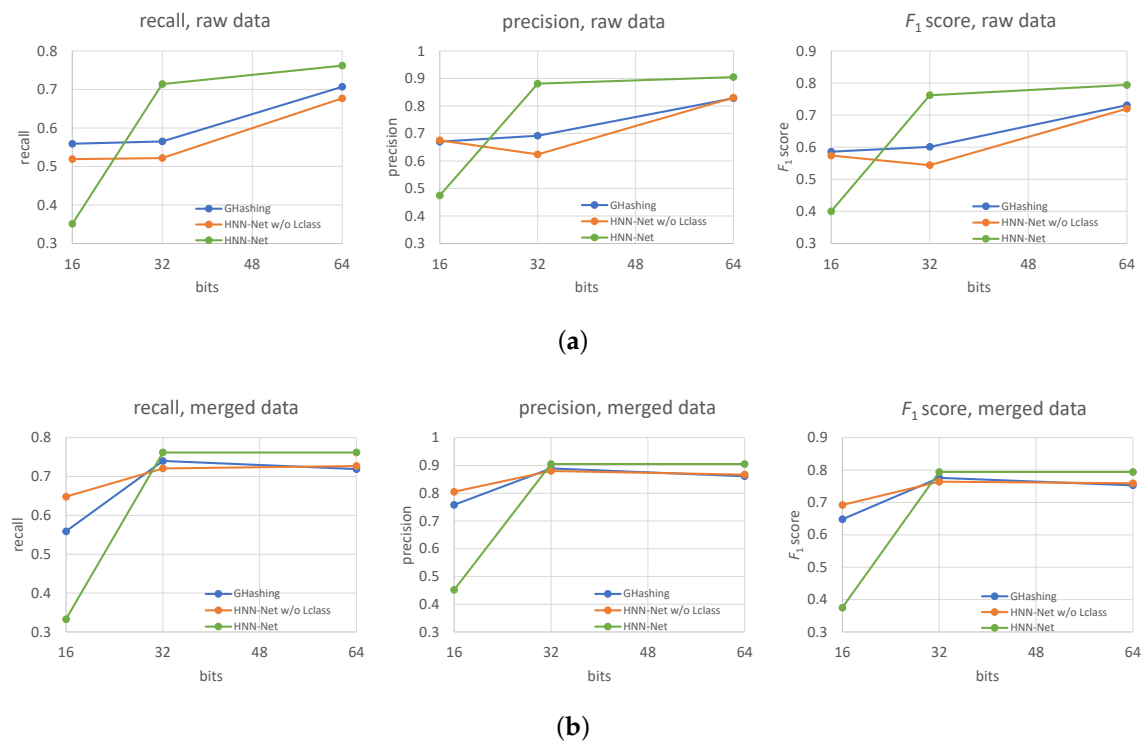 recall, raw data
0.8
0.7
0.6
0.5
0.4
0.3
recall
16 32 48 64
bits
GHashing
HNN-Net w/o Lclass
HNN-Net
precision, raw data
1
0.9
0.8
0.7
0.6
0.5
0.4
0.3
precision
16 32 48 64
bits
GHashing
HNN-Net w/o Lclass
HNN-Net
F1 score, raw data
0.9
0.8
0.7
0.6
0.5
0.4
0.3
F1 score
16 32 48 64
bits
GHashing
HNN-Net w/o Lclass
HNN-Net
(a)
recall, merged data
0.8
0.7
0.6
0.5
0.4
0.3
recall
16 32 48 64
bits
GHashing
HNN-Net w/o Lclass
HNN-Net
precision, merged data
1
0.9
0.8
0.7
0.6
0.5
0.4
0.3
precision
16 32 48 64
bits
GHashing
HNN-Net w/o Lclass
HNN-Net
F1 score, merged data
0.9
0.8
0.7
0.6
0.5
0.4
0.3
F1 score
16 32 48 64
bits
GHashing
HNN-Net w/o Lclass
HNN-Net
(b)